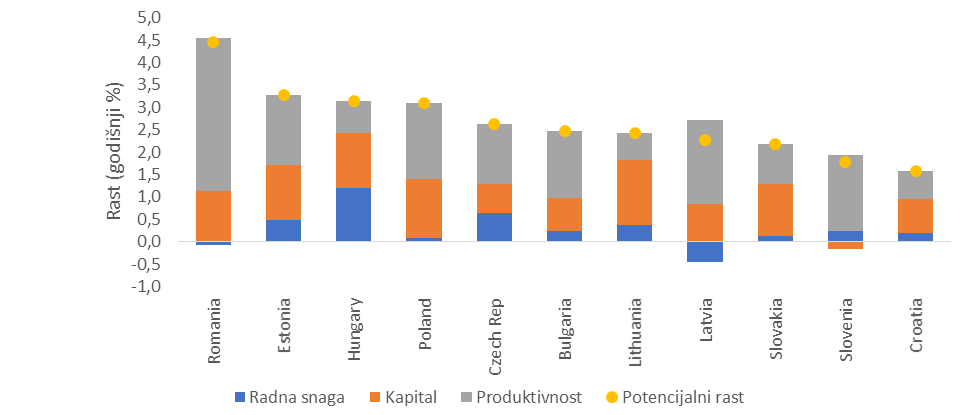 Rast (godišnji %)
5,0
4,5
4,0
3,5
3,0
2,5
2,0
1,5
1,0
0,5
0,0
-0,5
-1,0
Romania
Estonia
Hungary
Poland
Czech Rep
Bulgaria
Lithuania
Latvia
Slovakia
Slovenia
Croatia
Radna snaga
Kapital
Produktivnost
Potencijalni rast